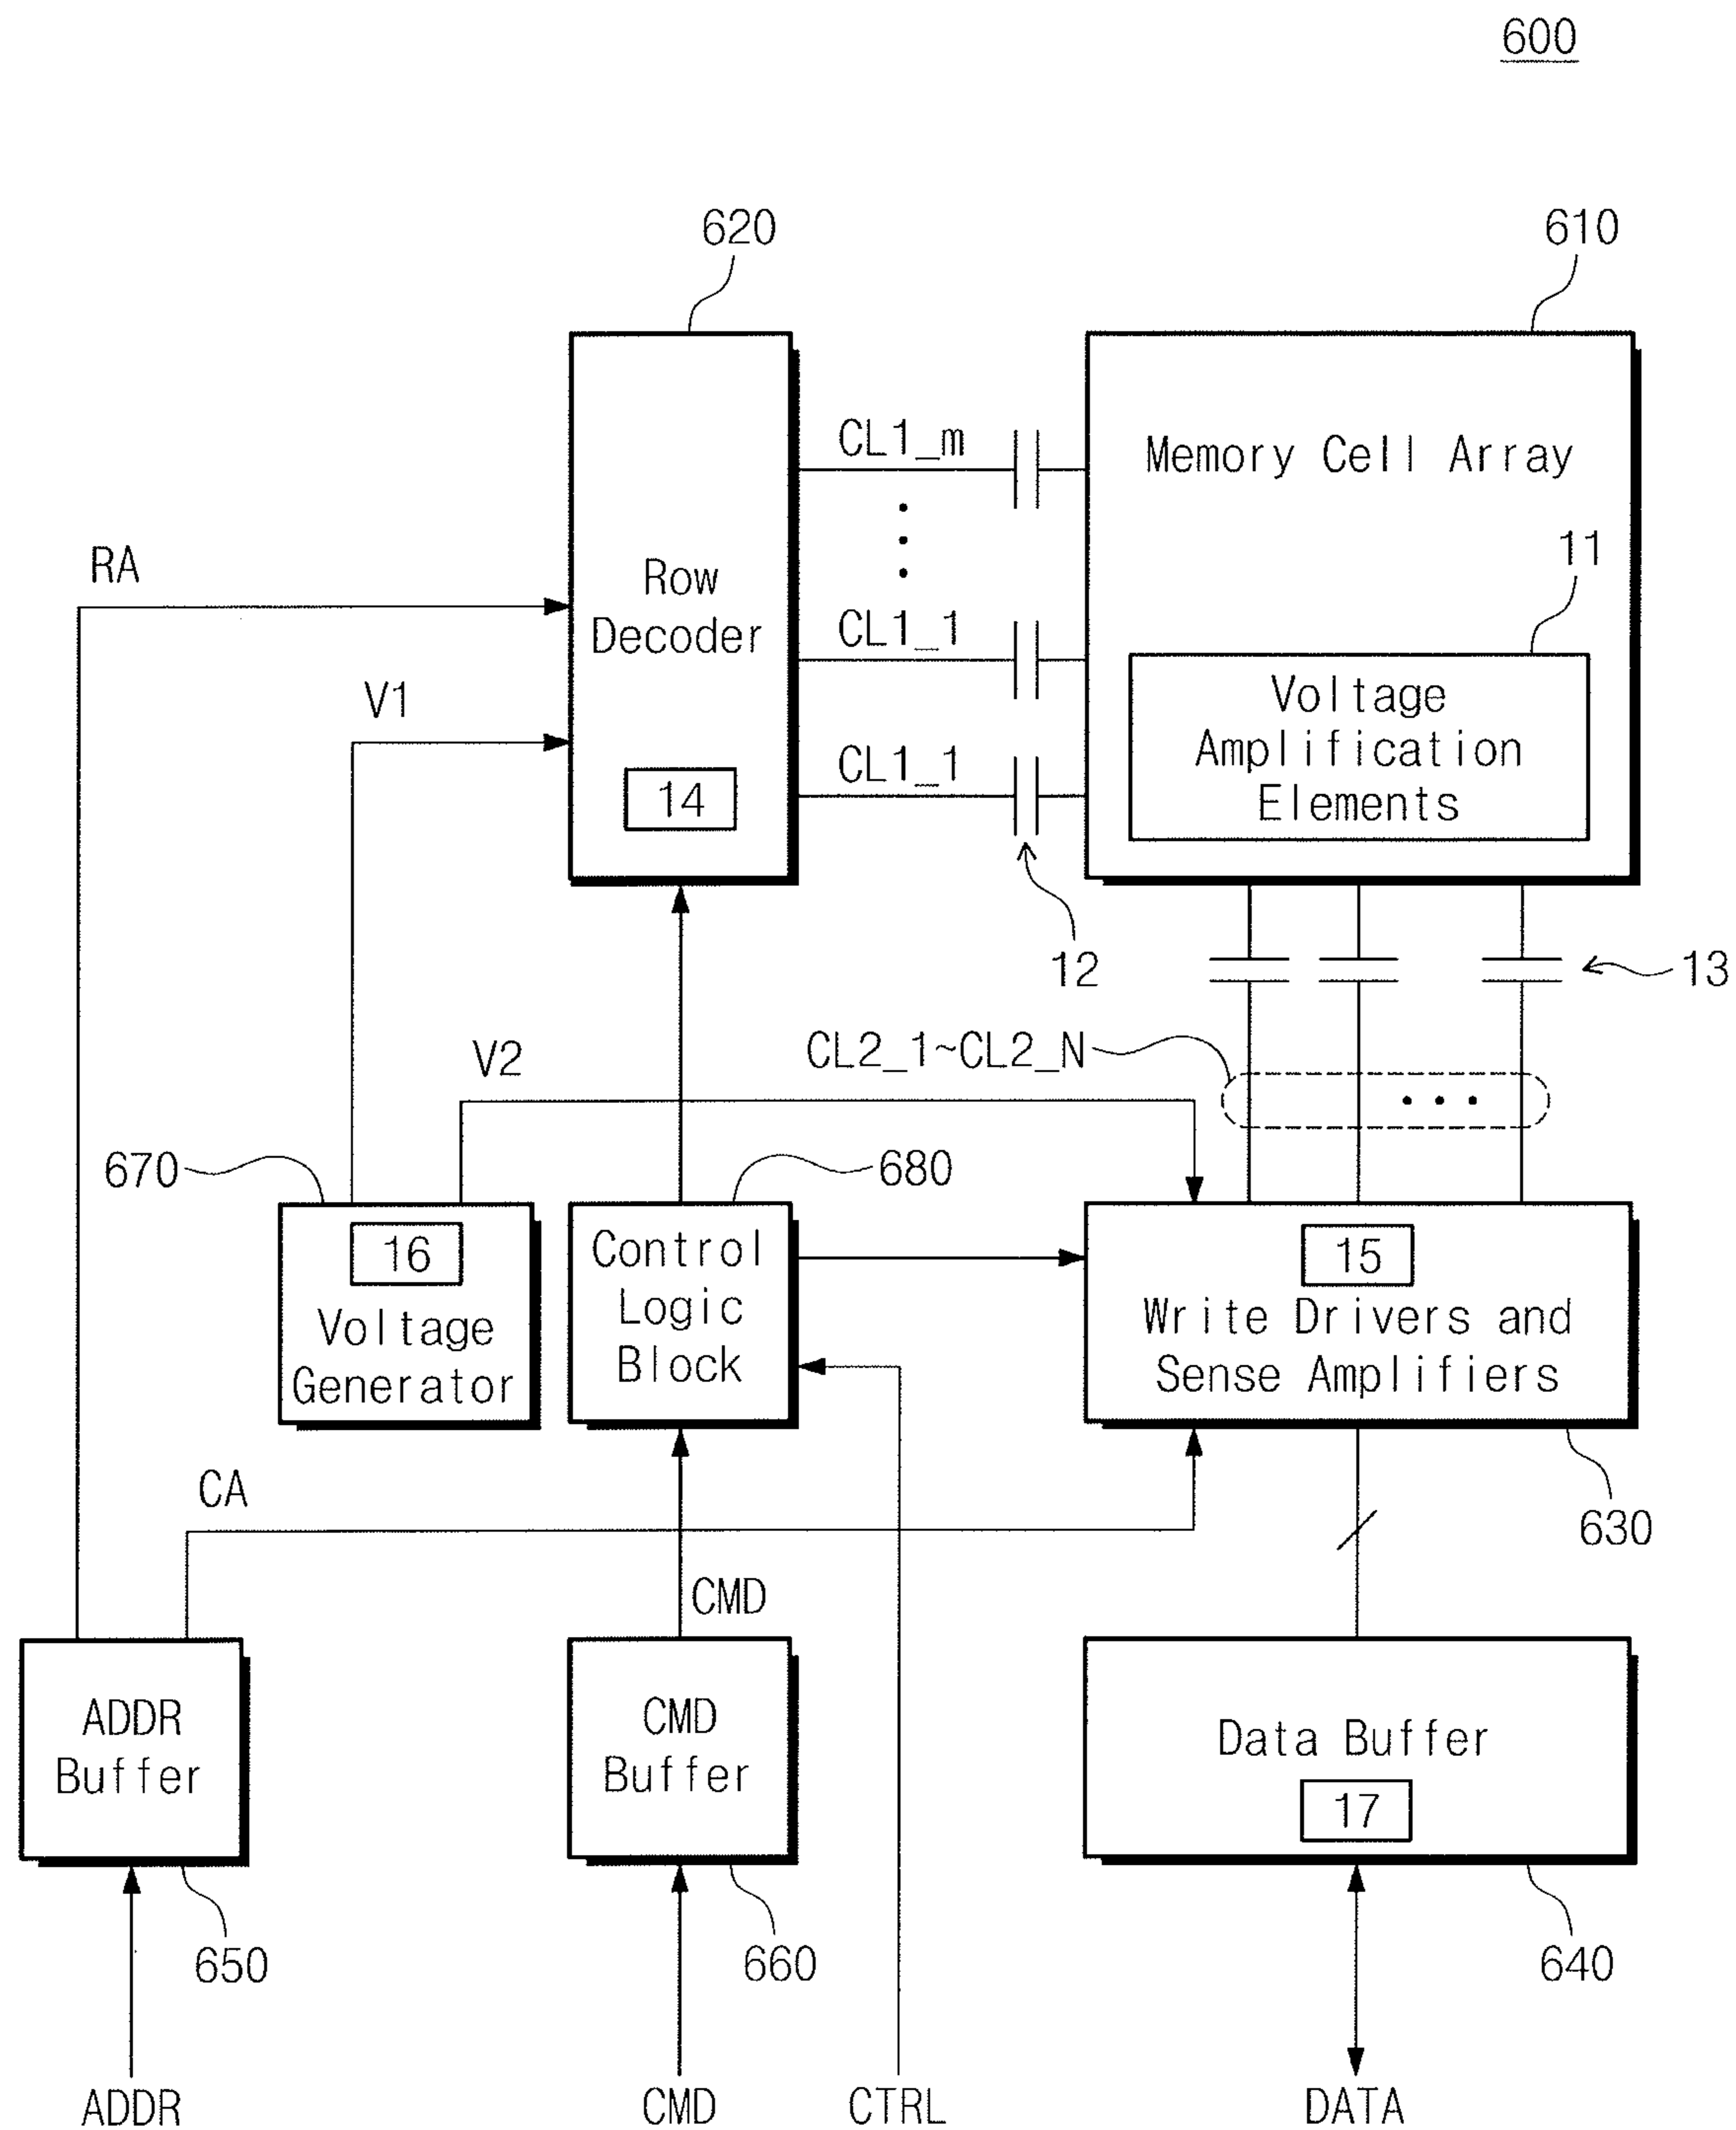 600
620
610
CL1_m
Memory Cell Array
RA
Row
Decoder
11
CL1_1
V1
Voltage
Amplification
Elements
CL1_1
14
12
13
V2
CL2_1~CL2_N
670
680
16
Voltage
Generator
Control
Logic
Block
15
Write Drivers and
Sense Amplifiers
CA
630
CMD
ADDR
Buffer
CMD
Buffer
Data Buffer
17
650
660
640
ADDR
CMD
CTRL
DATA